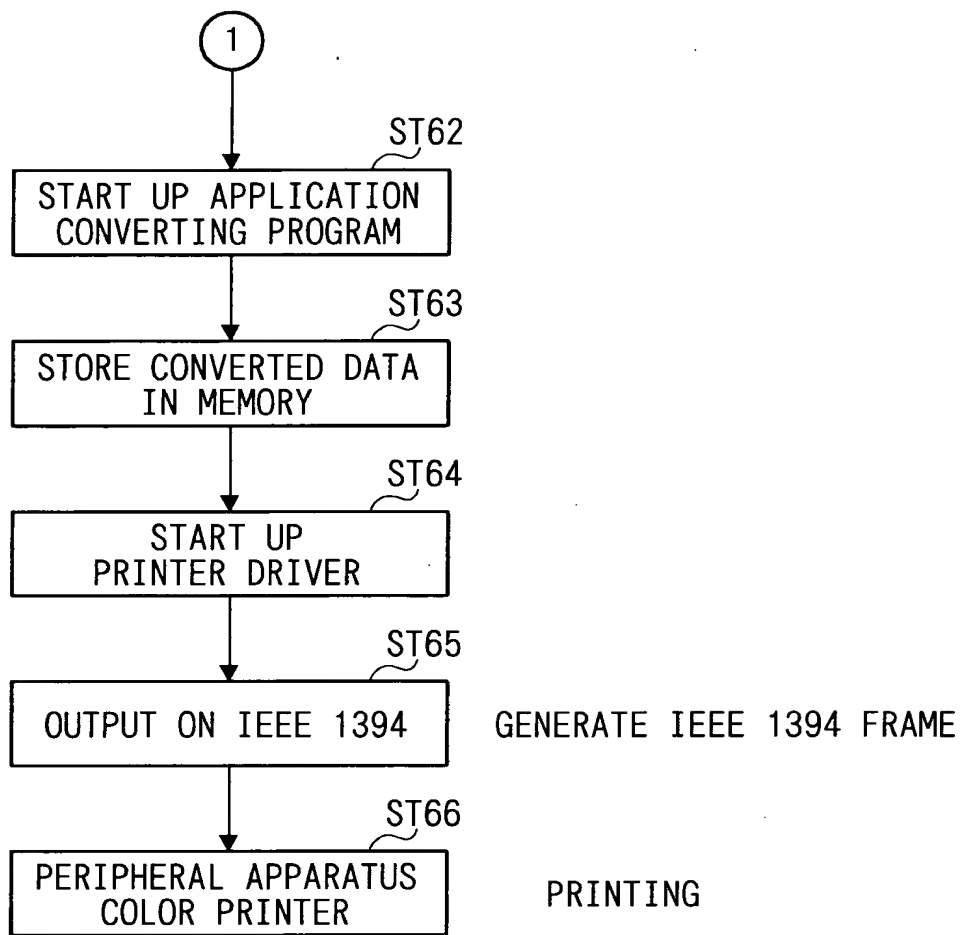 1
ST62
START UP APPLICATION
CONVERTING PROGRAM
ST63
STORE CONVERTED DATA
IN MEMORY
ST64
START UP
PRINTER DRIVER
ST65
OUTPUT ON IEEE 1394
GENERATE IEEE 1394 FRAME
ST66
PERIPHERAL APPARATUS
COLOR PRINTER
PRINTING